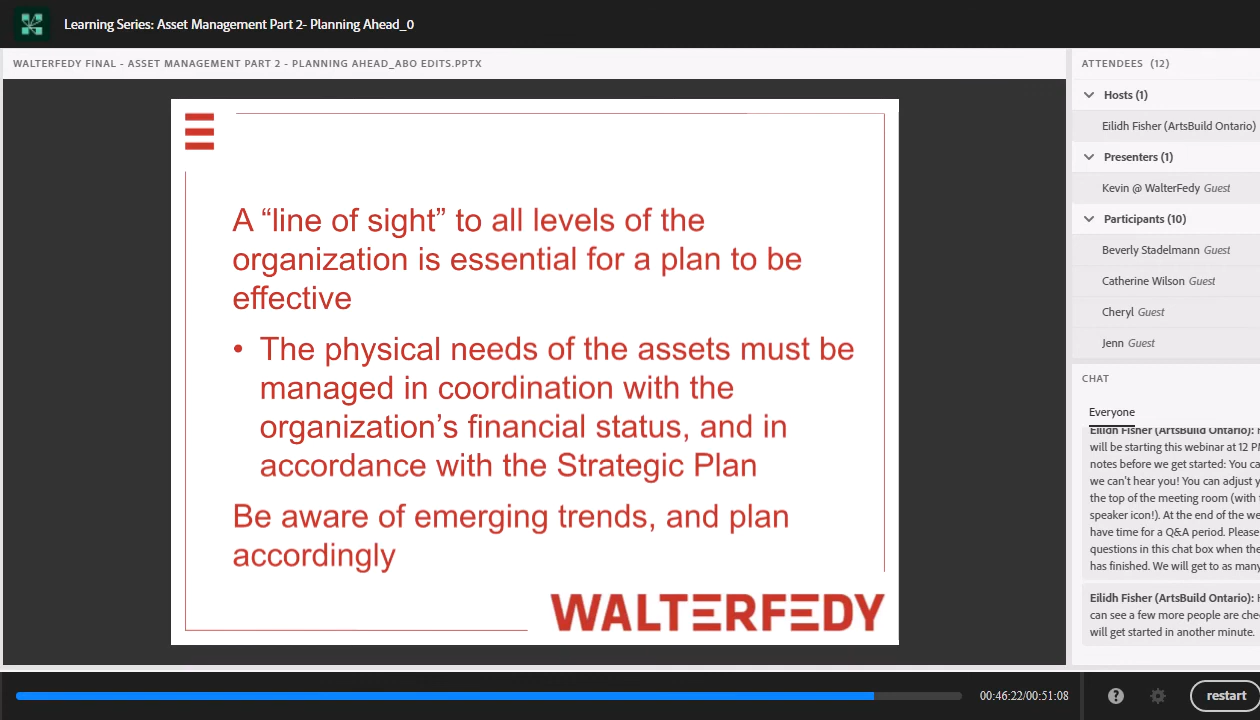 Learning Series: Asset Management Part 2- Planning Ahead_0
WALTERFEDY FINAL - ASSET MANAGEMENT PART 2 - PLANNING AHEAD_ABO EDITS.PPTX
A “line of sight” to all levels of the
organization is essential for a plan to be
effective
• The physical needs of the assets must be
managed in coordination with the
organization’s financial status, and in
accordance with the Strategic Plan
Be aware of emerging trends, and plan
accordingly
WALTERFEDY
ATTENDEES (12)
Hosts (1)
Eilidh Fisher (ArtsBuild Ontario)
Presenters (1)
Kevin @ WalterFedy Guest
Participants (10)
Beverly Stadelmann Guest
Catherine Wilson Guest
Cheryl Guest
Jenn Guest
CHAT
Everyone
Eilidh Fisher (ArtsBuild Ontario):
will be starting this webinar at 12
notes before we get started: You
we can't hear you! You can adjust
the top of the meeting room (with
speaker icon!). At the end of the
have time for a Q&A period. Please
questions in this chat box when
has finished. We will get to as many
Eilidh Fisher (ArtsBuild Ontario):
can see a few more people are
will get started in another minute.
00:46:22/00:51:08
restart